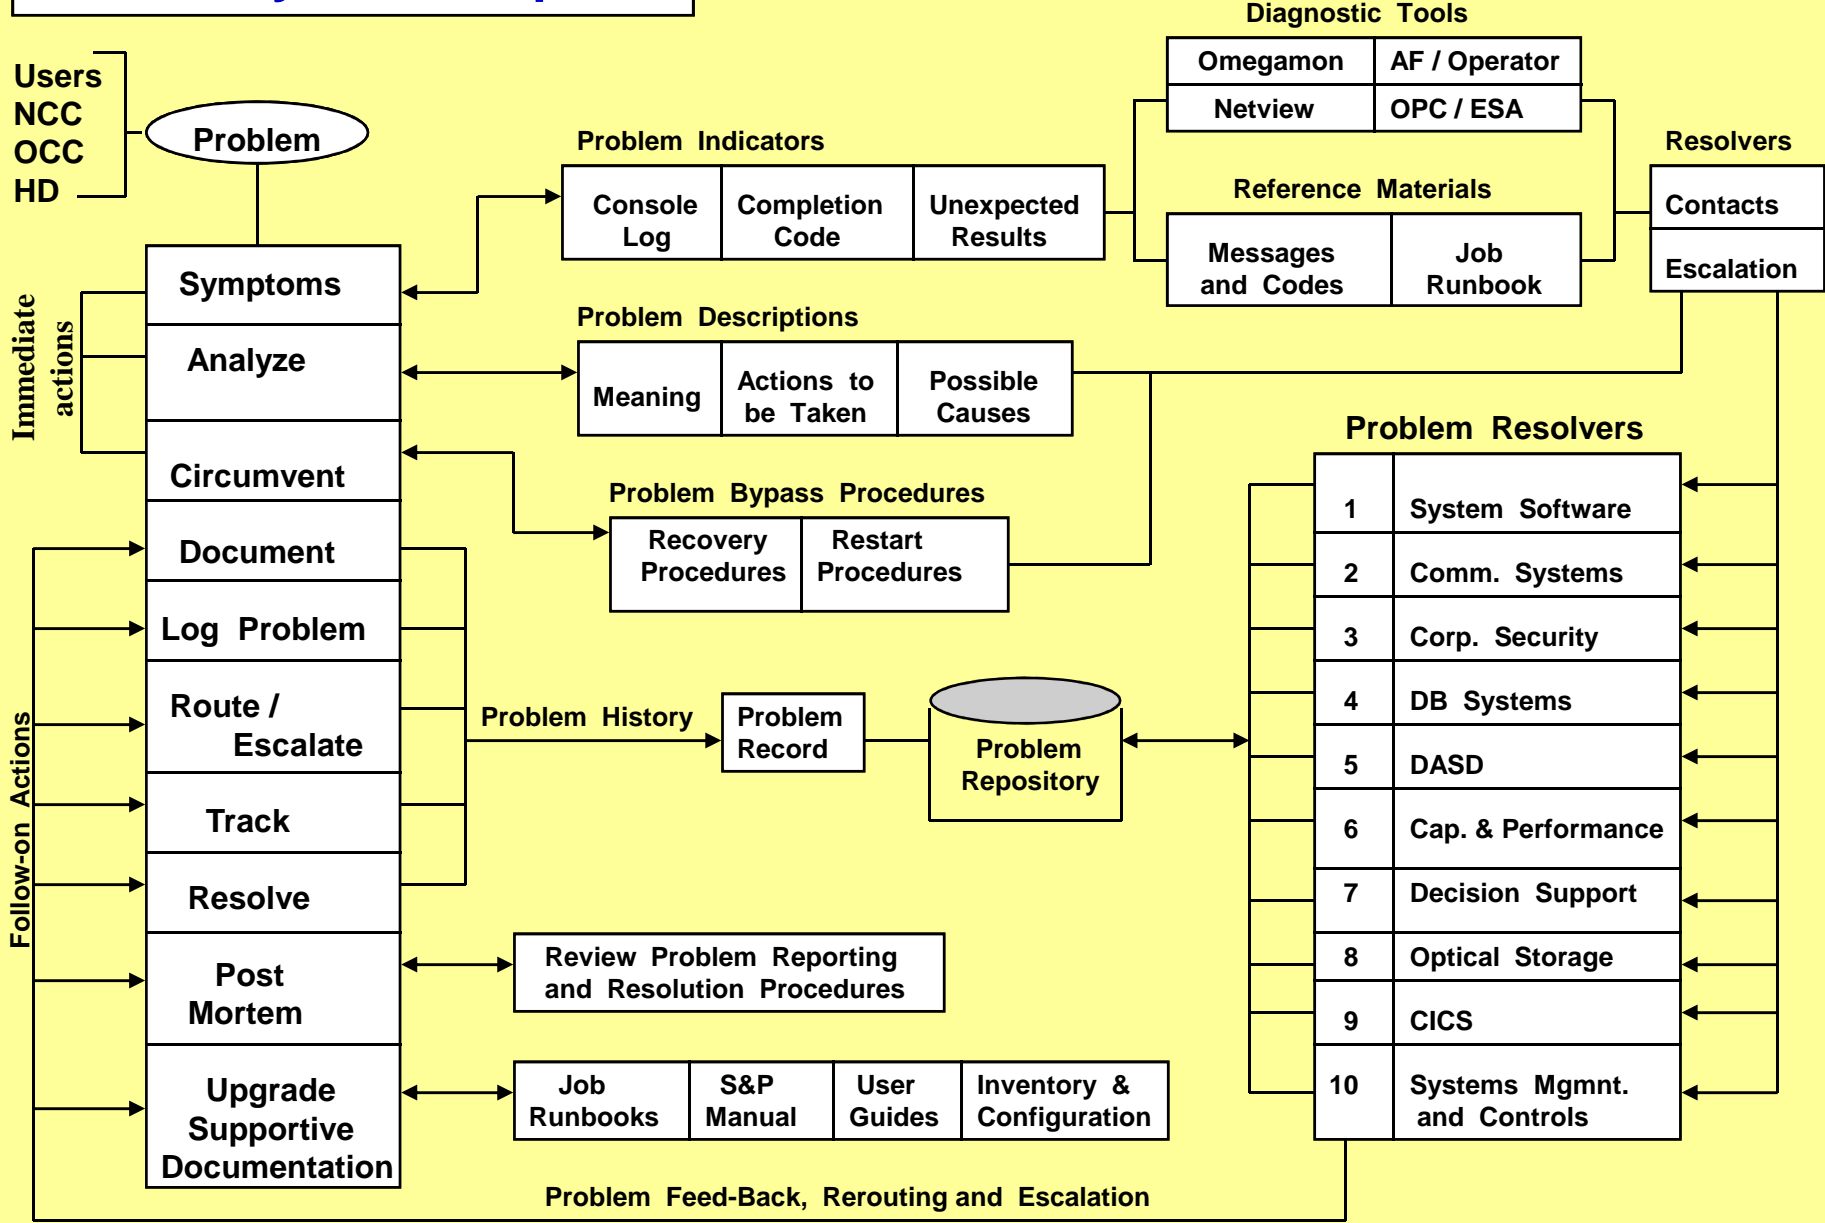 Diagnostic Tools
Omegamon
AF / Operator
Netview
OPC / ESA
Users
NCC
OCC
HD
Problem
Problem Indicators
Console
Log
Completion
Code
Unexpected
Results
Reference Materials
Messages
and Codes
Job
Runbook
Resolvers
Contacts
Escalation
Immediate
actions
Symptoms
Analyze
Circumvent
Problem Descriptions
Meaning
Actions to
be Taken
Possible
Causes
Problem Bypass Procedures
Recovery
Procedures
Restart
Procedures
Follow-on Actions
Document
Log Problem
Route /
Escalate
Track
Resolve
Post
Mortem
Upgrade
Supportive
Documentation
Problem History
Problem
Record
Problem
Repository
Review Problem Reporting
and Resolution Procedures
Job
Runbooks
S&P
Manual
User
Guides
Inventory &
Configuration
Problem Resolvers
1 System Software
2 Comm. Systems
3 Corp. Security
4 DB Systems
5 DASD
6 Cap. & Performance
7 Decision Support
8 Optical Storage
9 CICS
10 Systems Mgmnt.
and Controls
Problem Feed-Back, Rerouting and Escalation